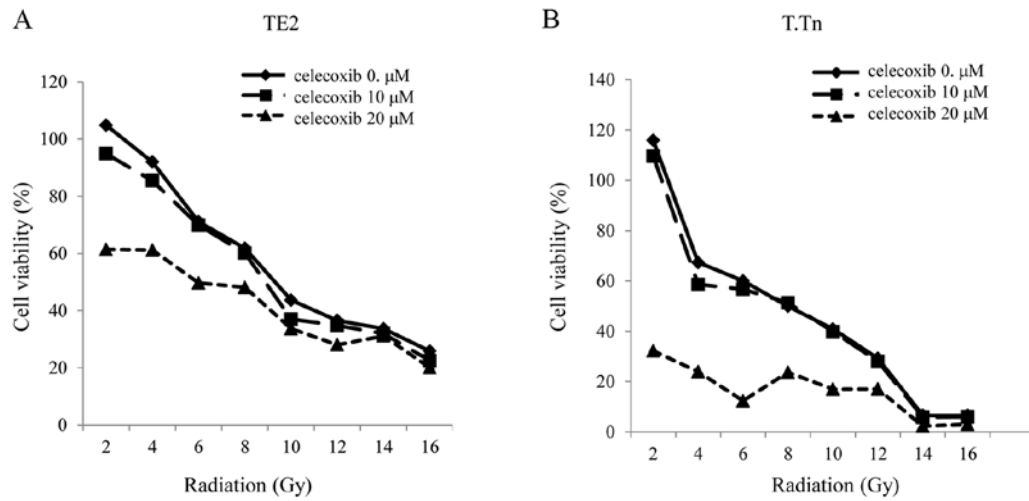 A
TE2
celecoxib 0. μM
celecoxib 10 μM
celecoxib 20 μM
120
100
80
60
40
20
0
Cell viability (%)
2 4 6 8 10 12 14 16
Radiation (Gy)
B
T.Tn
celecoxib 0. μM
celecoxib 10 μM
celecoxib 20 μM
140
120
100
80
60
40
20
0
Cell viability (%)
2 4 6 8 10 12 14 16
Radiation (Gy)